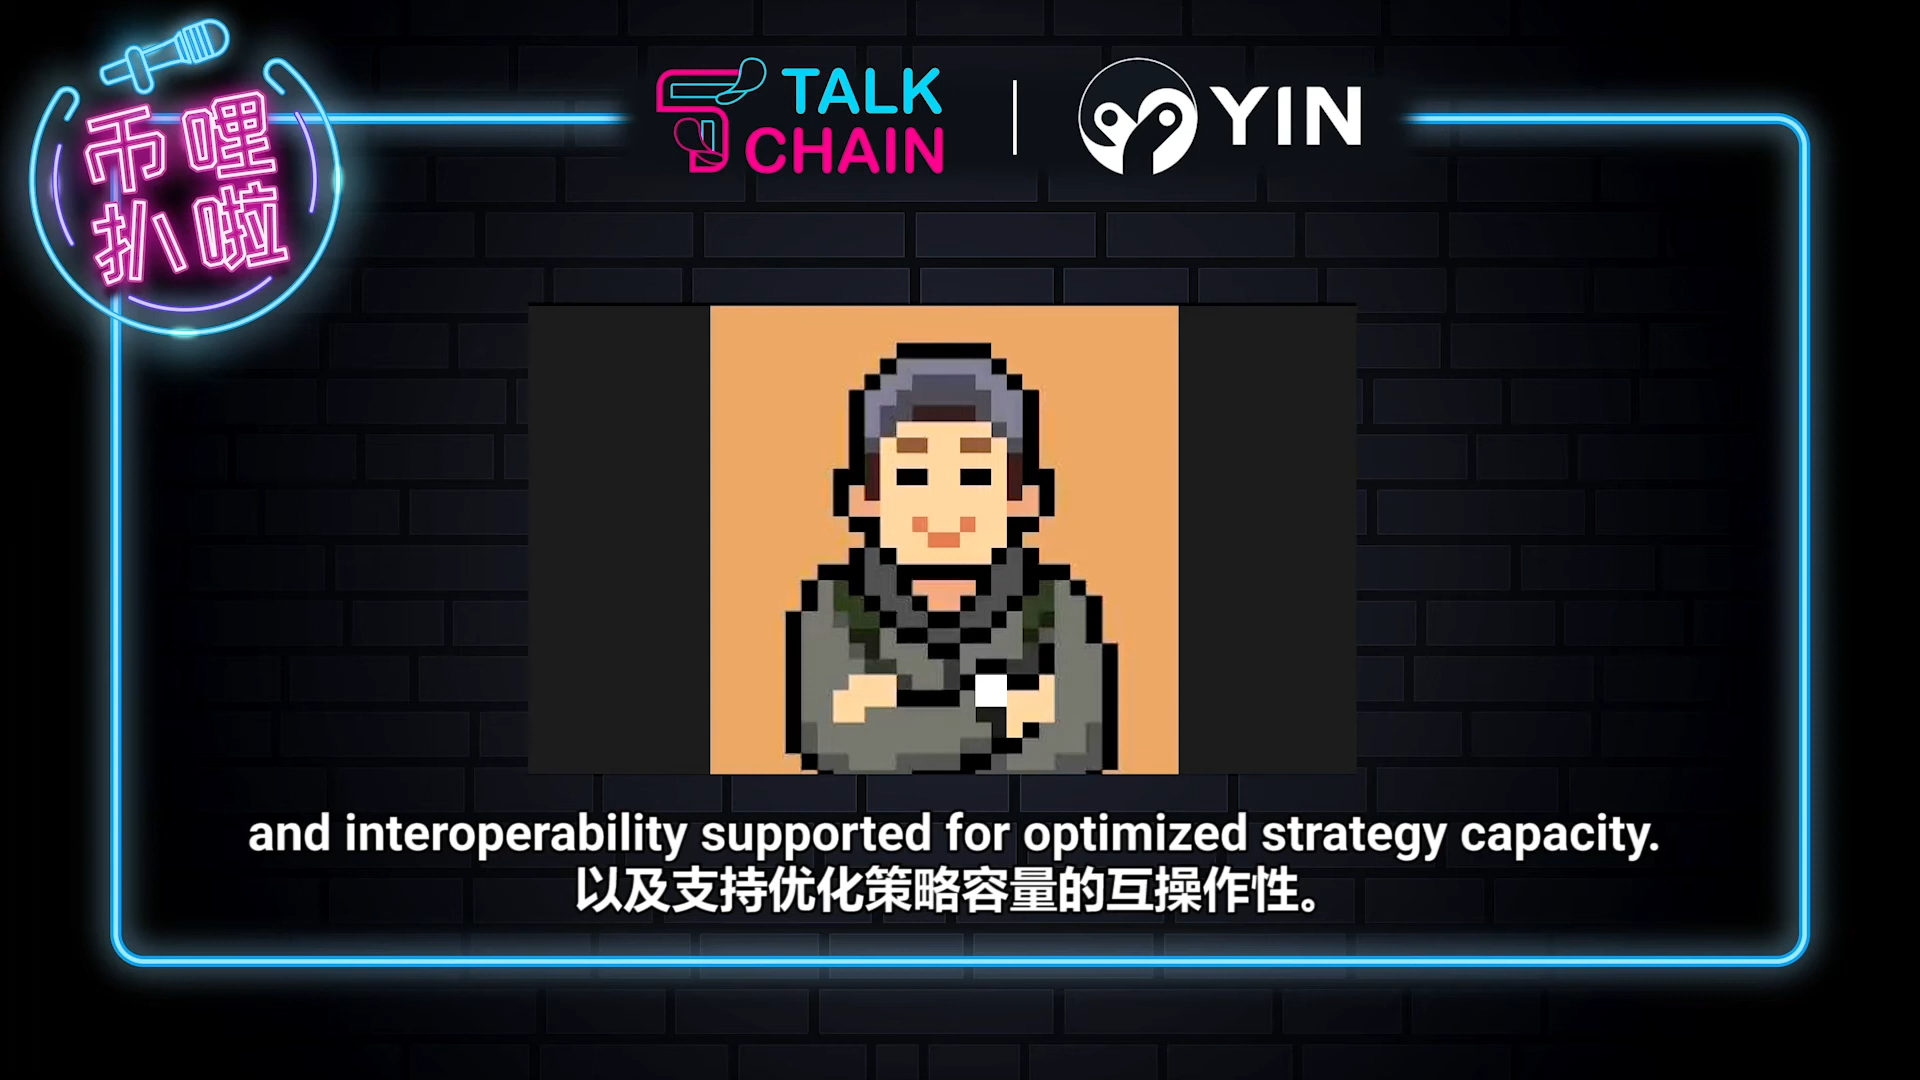 币哩
扒啦
TALK
CHAIN
YIN
and interoperability supported for optimized strategy capacity.
以及支持优化策略容量的互操作性。